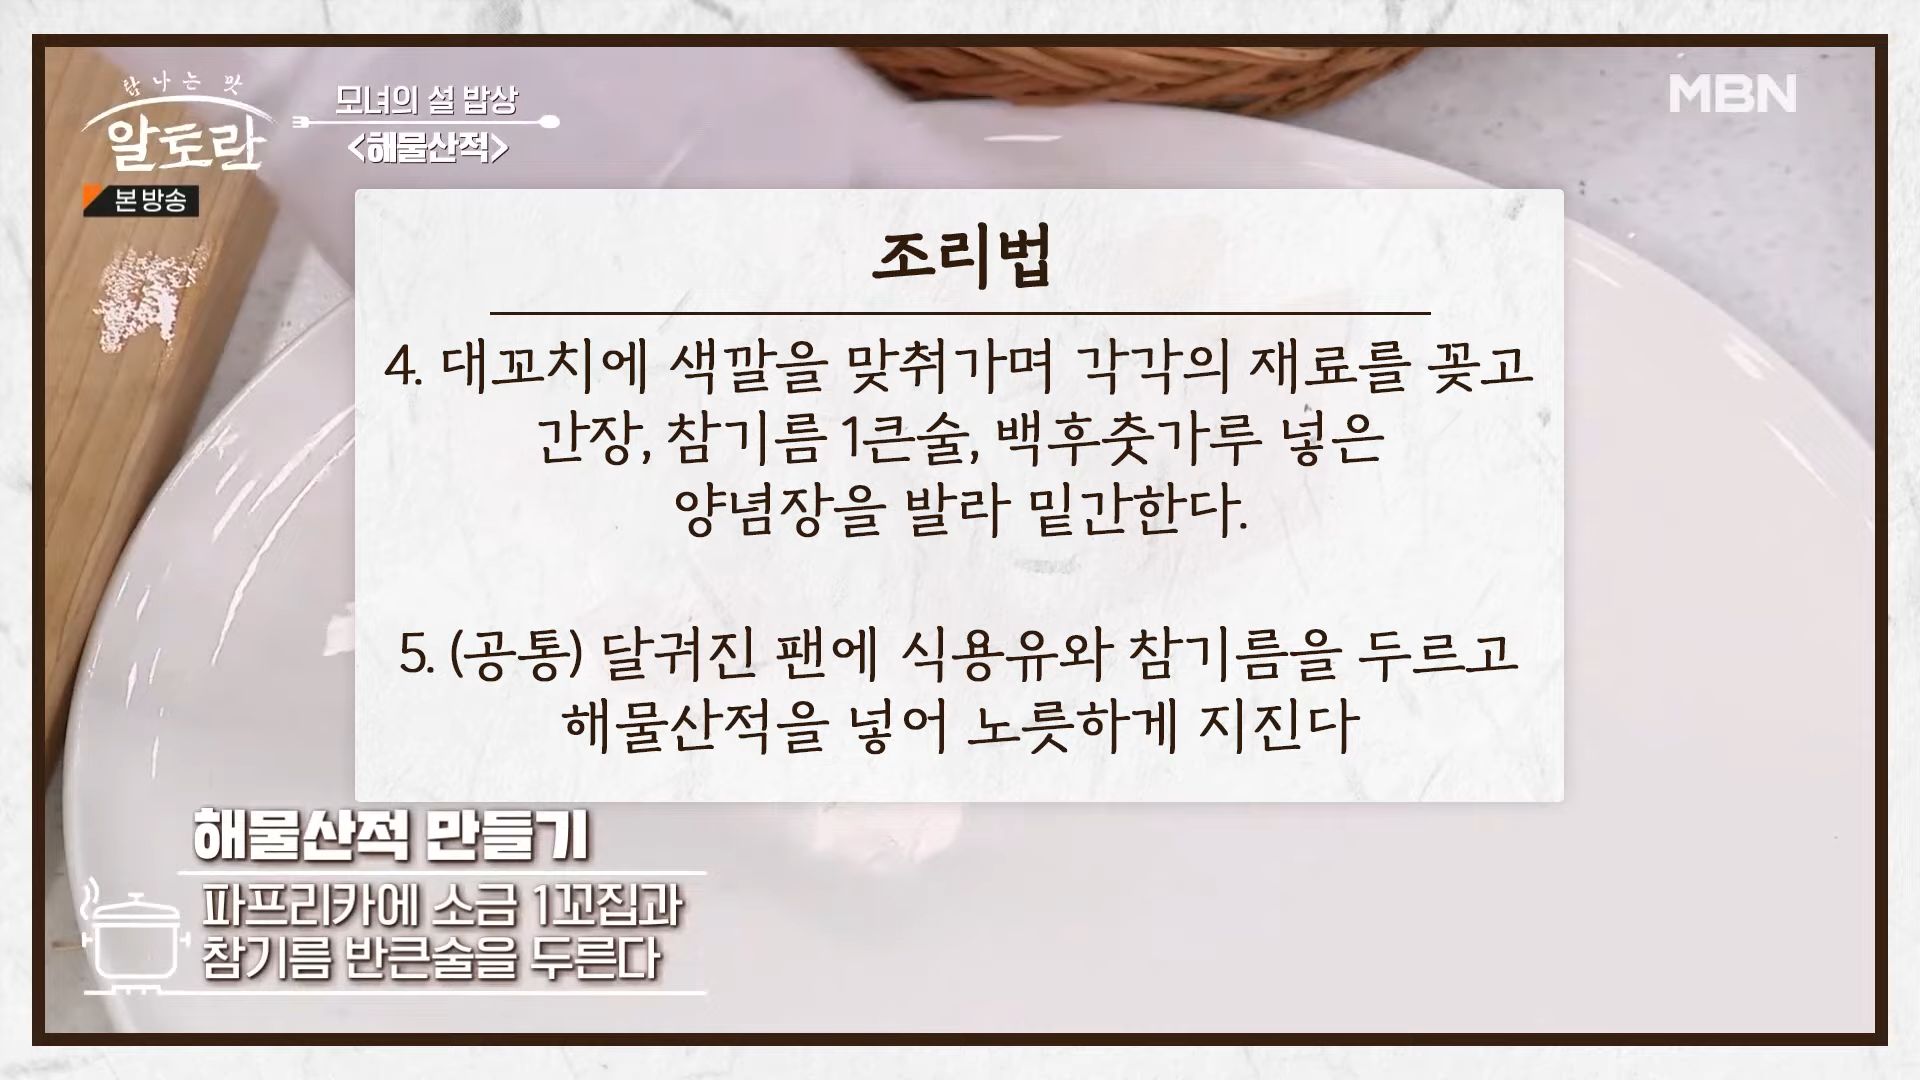 탐나는 맛
알토란
본방송
모녀의 설 밥상
<해물산적>
MBN
조리법
4. 대꼬치에 색깔을 맞춰가며 각각의 재료를 꽂고
간장, 참기름 1큰술, 백후춧가루 넣은
양념장을 발라 밑간한다.
5. (공통) 달궈진 팬에 식용유와 참기름을 두르고
해물산적을 넣어 노릇하게 지진다
해물산적 만들기
파프리카에 소금 1꼬집과
참기름 반큰술을 두른다